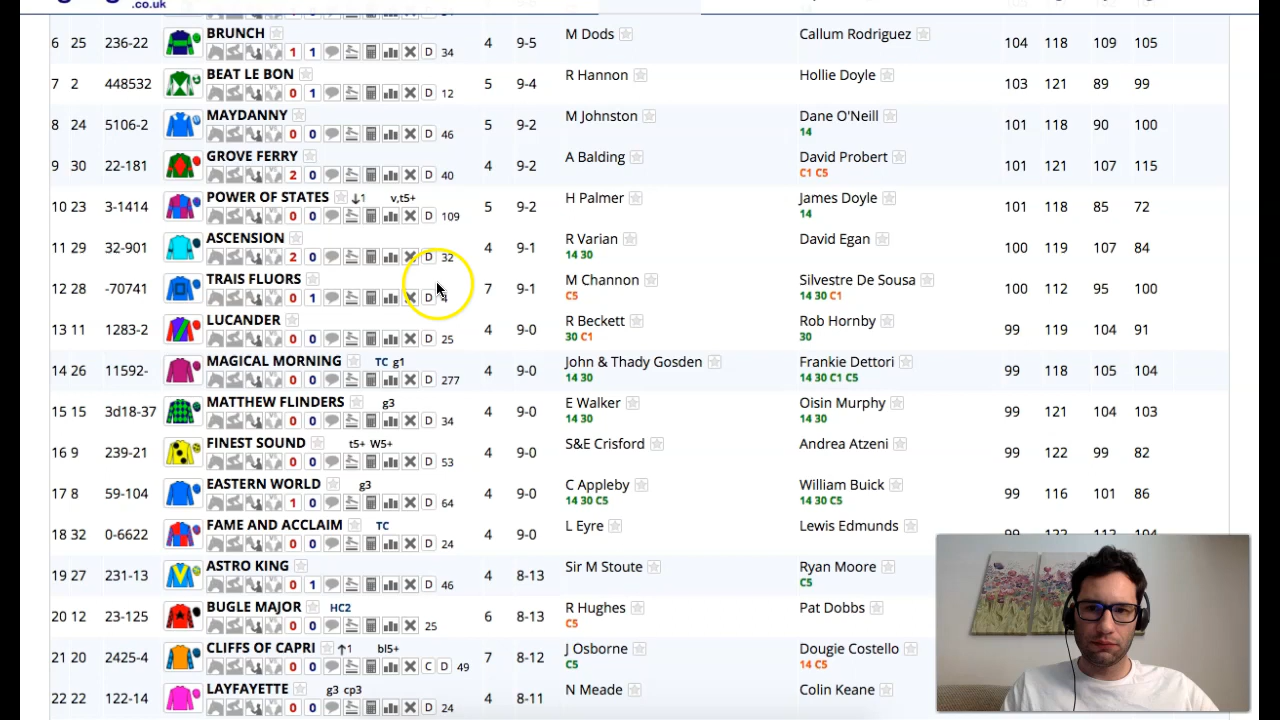 .co.uk
6 25 236-22 BRUNCH 1 1 D 34 4 9-5 M Dods Callum Rodriguez 104 118 109 105
7 2 448532 BEAT LE BON 0 1 D 12 5 9-4 R Hannon Hollie Doyle 103 121 89 99
8 24 5106-2 MAYDANNY 0 0 D 46 5 9-2 M Johnston Dane O'Neill 14 101 118 90 100
9 30 22-181 GROVE FERRY 2 0 D 40 4 9-2 A Balding David Probert C1 C5 101 121 107 115
10 23 3-1414 POWER OF STATES ↓1 v,t5+ 0 0 D 109 5 9-2 H Palmer James Doyle 14 101 118 85 72
11 29 32-901 ASCENSION 2 0 D 32 4 9-1 R Varian 14 30 David Egan 100 119 107 84
12 28 -70741 TRAIS FLUORS 0 1 D 7 9-1 M Channon C5 Silvestre De Sousa 14 30 C1 100 112 95 100
13 11 1283-2 LUCANDER 0 0 D 25 4 9-0 R Beckett 30 C1 Rob Hornby 30 99 119 104 91
14 26 11592- MAGICAL MORNING TC g1 0 0 D 277 4 9-0 John & Thady Gosden 14 30 Frankie Dettori 14 30 C1 C5 99 118 105 104
15 15 3d18-37 MATTHEW FLINDERS g3 0 0 D 34 4 9-0 E Walker 14 30 Oisin Murphy 14 30 99 121 104 103
16 9 239-21 FINEST SOUND t5+ W5+ 0 0 D 53 4 9-0 S&E Crisford Andrea Atzeni 99 122 99 82
17 8 59-104 EASTERN WORLD g3 1 0 D 64 4 9-0 C Appleby 14 30 C5 William Buick 14 30 C5 99 116 101 86
18 32 0-6622 FAME AND ACCLAIM TC 0 0 D 24 4 9-0 L Eyre Lewis Edmunds
19 27 231-13 ASTRO KING 0 1 D 46 4 8-13 Sir M Stoute Ryan Moore C5
20 12 23-125 BUGLE MAJOR HC2 0 0 25 6 8-13 R Hughes C5 Pat Dobbs
21 20 2425-4 CLIFFS OF CAPRI ↑1 bl5+ 0 0 C D 49 7 8-12 J Osborne C5 Dougie Costello 14 C5
22 22 122-14 LAYFAYETTE g3 cp3 0 0 D 24 4 8-11 N Meade Colin Keane